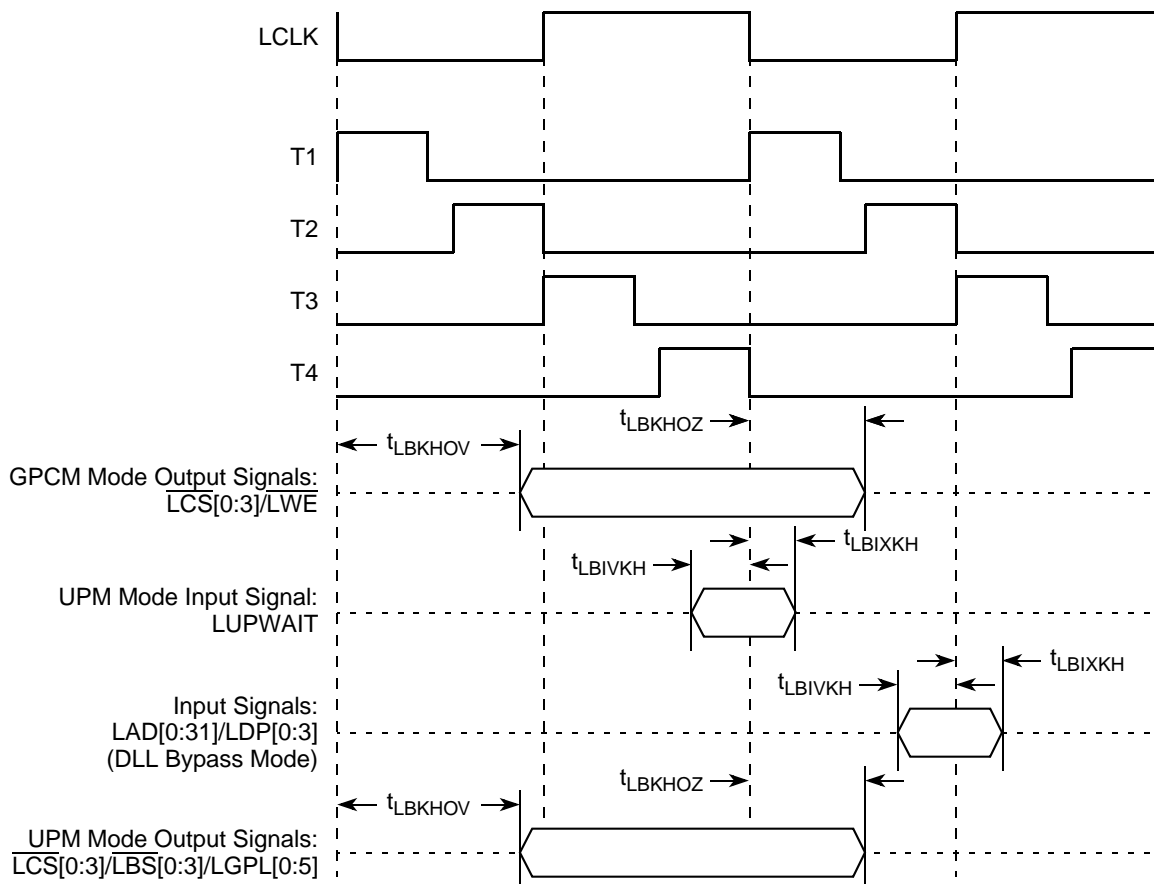 LCLK
T1
T2
T3
T4
tLBKHOZ
tLBKHOV
GPCM Mode Output Signals:
LCS[0:3]/LWE
tLBIXKH
tLBIVKH
UPM Mode Input Signal:
LUPWAIT
tLBIXKH
tLBIVKH
Input Signals:
LAD[0:31]/LDP[0:3]
(DLL Bypass Mode)
tLBKHOZ
tLBKHOV
UPM Mode Output Signals:
LCS[0:3]/LBS[0:3]/LGPL[0:5]